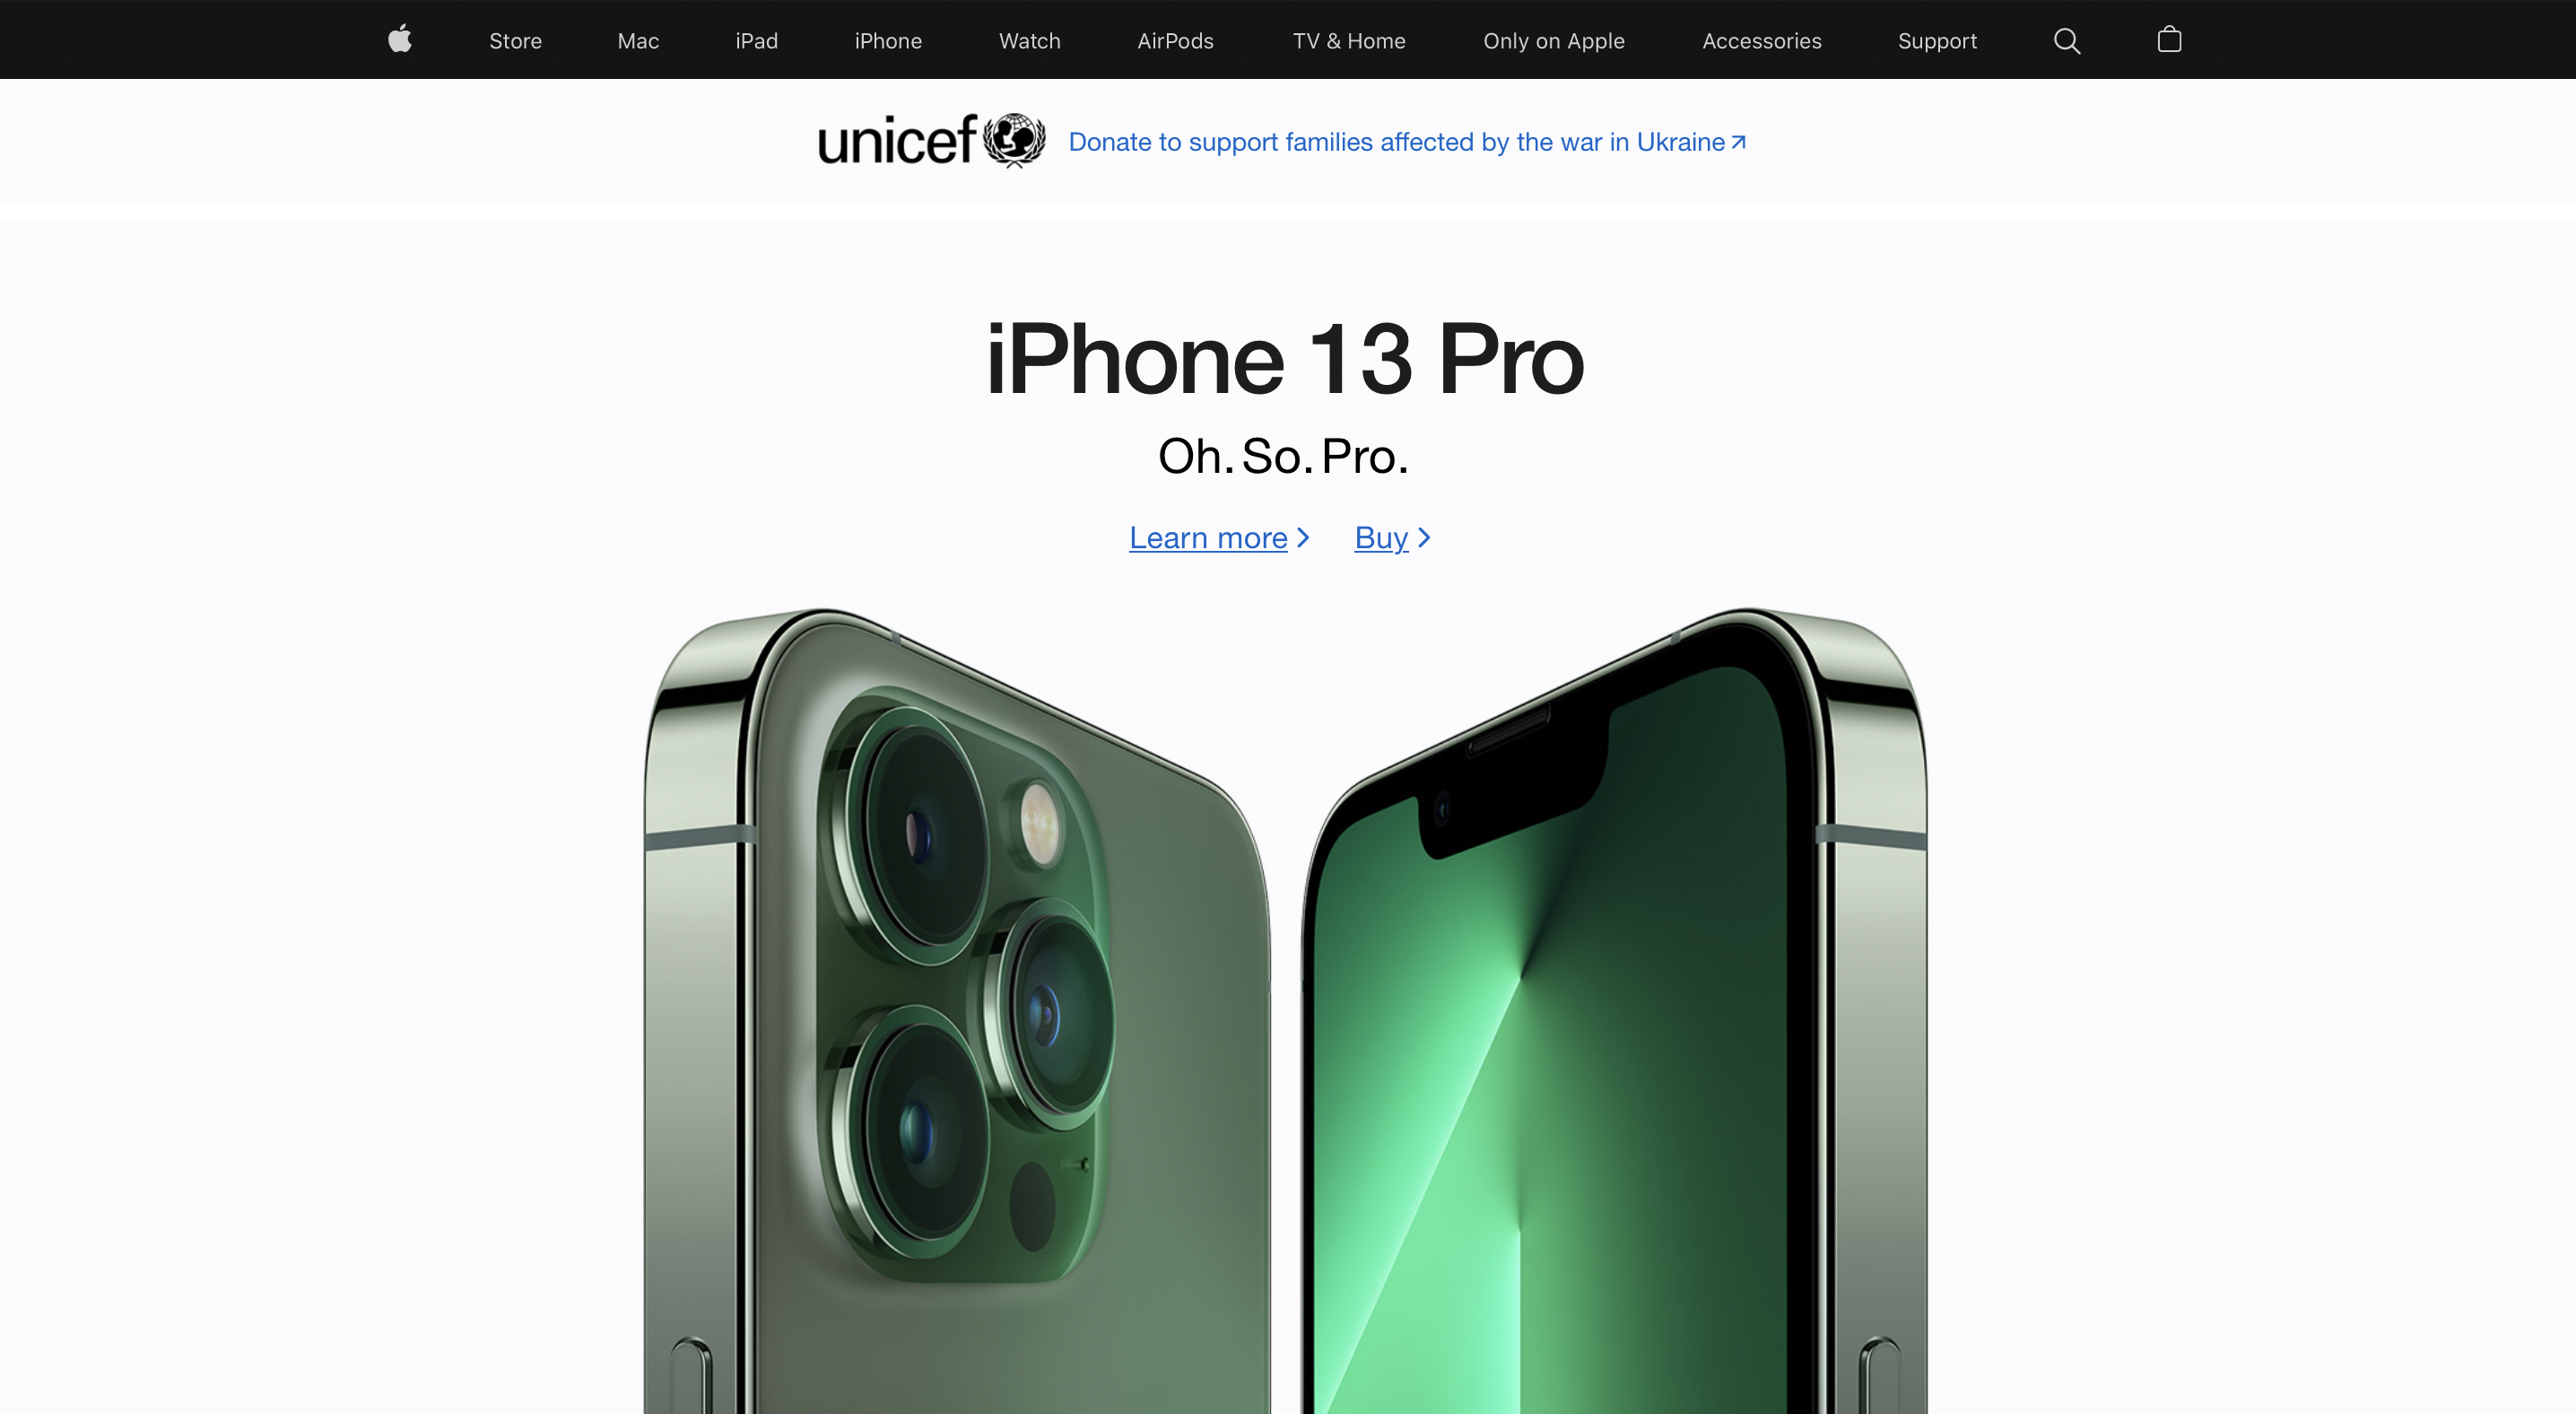 Store Mac iPad iPhone Watch AirPods TV & Home Only on Apple Accessories Support
unicef Donate to support families affected by the war in Ukraine
iPhone 13 Pro
Oh. So. Pro.
Learn more Buy